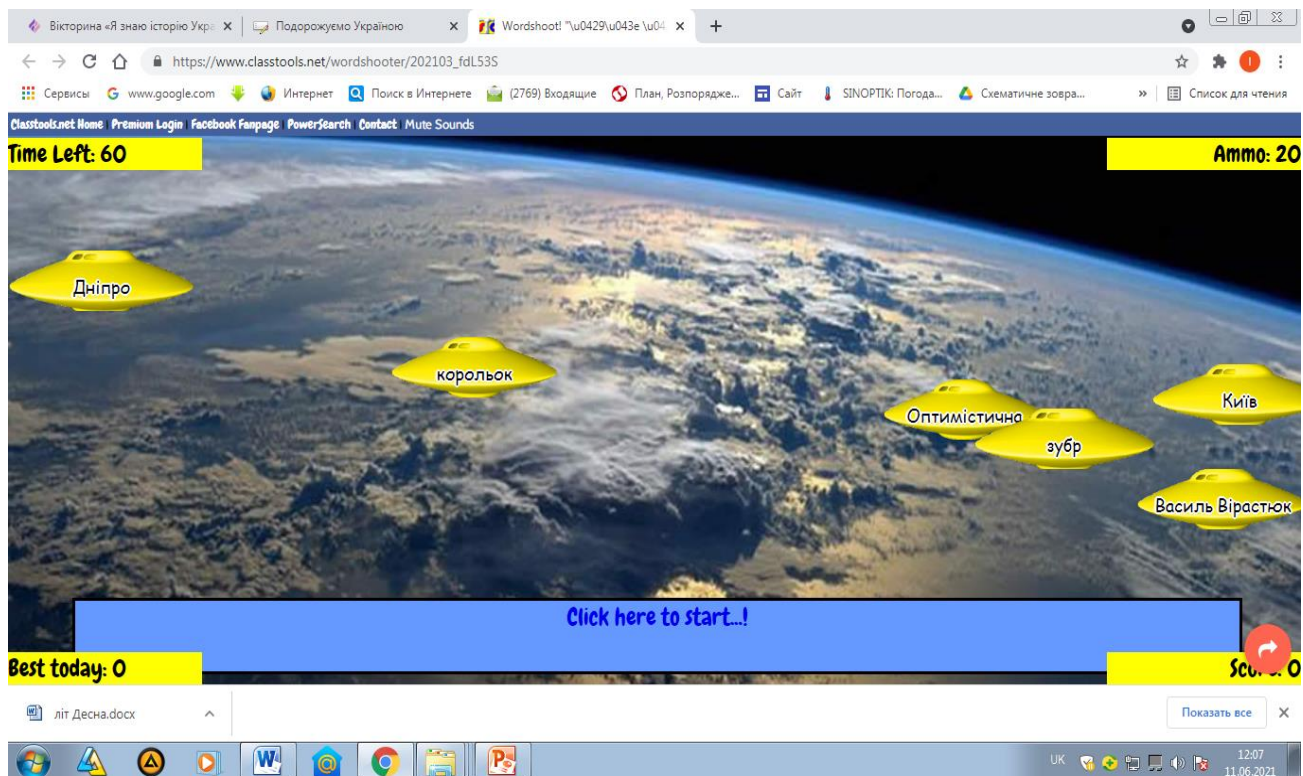 Вікторина «Я знаю історію Укра
Подорожуємо Україною
Wordshoot! "\u0429\u043e \u04
https://www.classtools.net/wordshooter/202103_fdL53S
Сервисы
www.google.com
Интернет
Поиск в Интернете
(2769) Входящие
План, Розпорядже...
Сайт
SINOPTIK: Погода...
Схематичне зовра...
»
Список для чтения
Classtools.net Home | Premium Login | Facebook Fanpage | PowerSearch | Contact | Mute Sounds
Time Left: 60
Ammo: 20
Дніпро
корольок
Оптимістична
Київ
зубр
Василь Вірастюк
Click here to start...!
Best today: 0
0
літ Десна.docx
Показать все
UK
12:07
11.06.2021